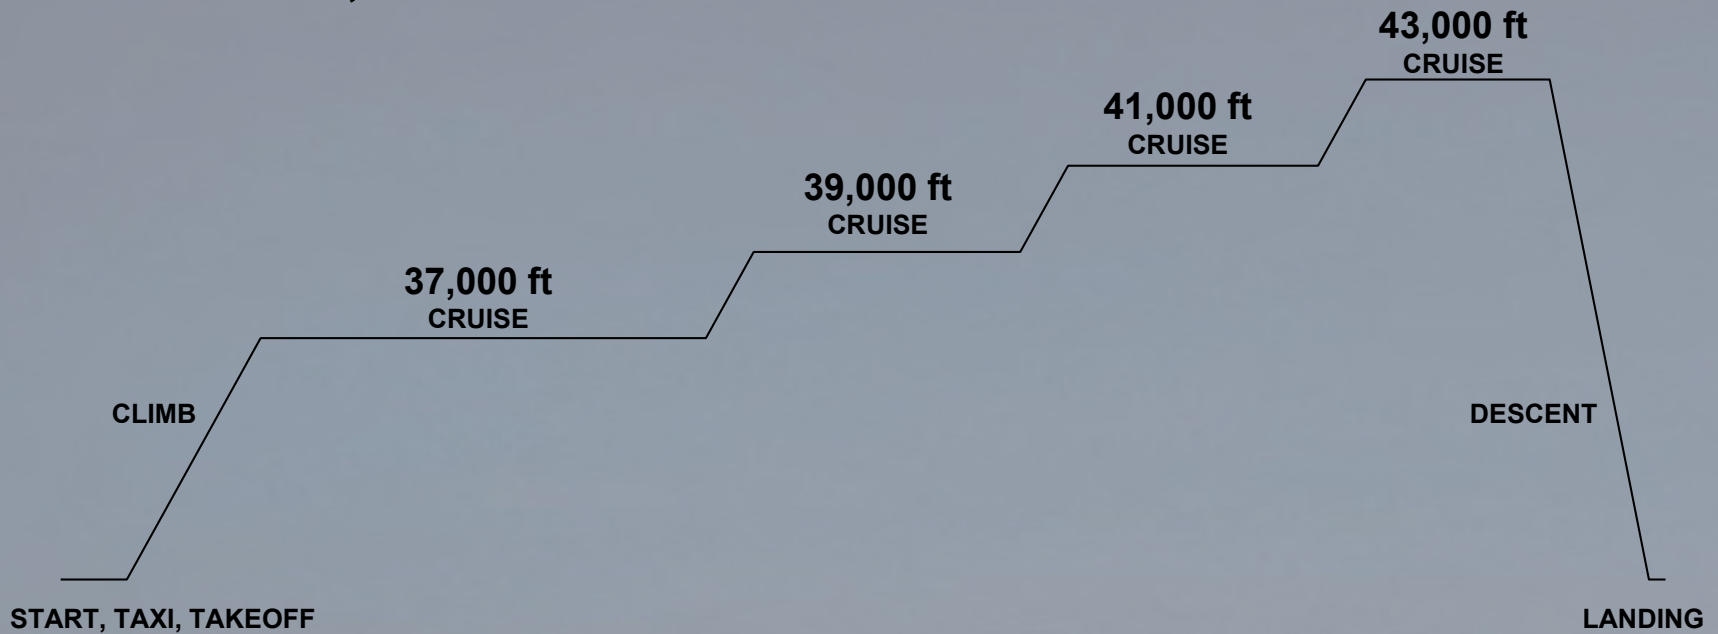 43,000 ft
CRUISE
41,000 ft
CRUISE
39,000 ft
CRUISE
37,000 ft
CRUISE
CLIMB
DESCENT
START, TAXI, TAKEOFF
LANDING